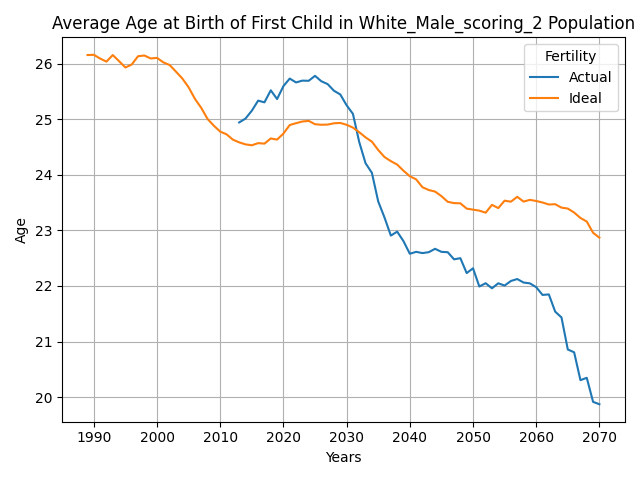 Average Age at Birth of First Child in White_Male_scoring_2 Population
Fertility
Actual
Ideal
Age
26
25
24
23
22
21
20
1990 2000 2010 2020 2030 2040 2050 2060 2070
Years